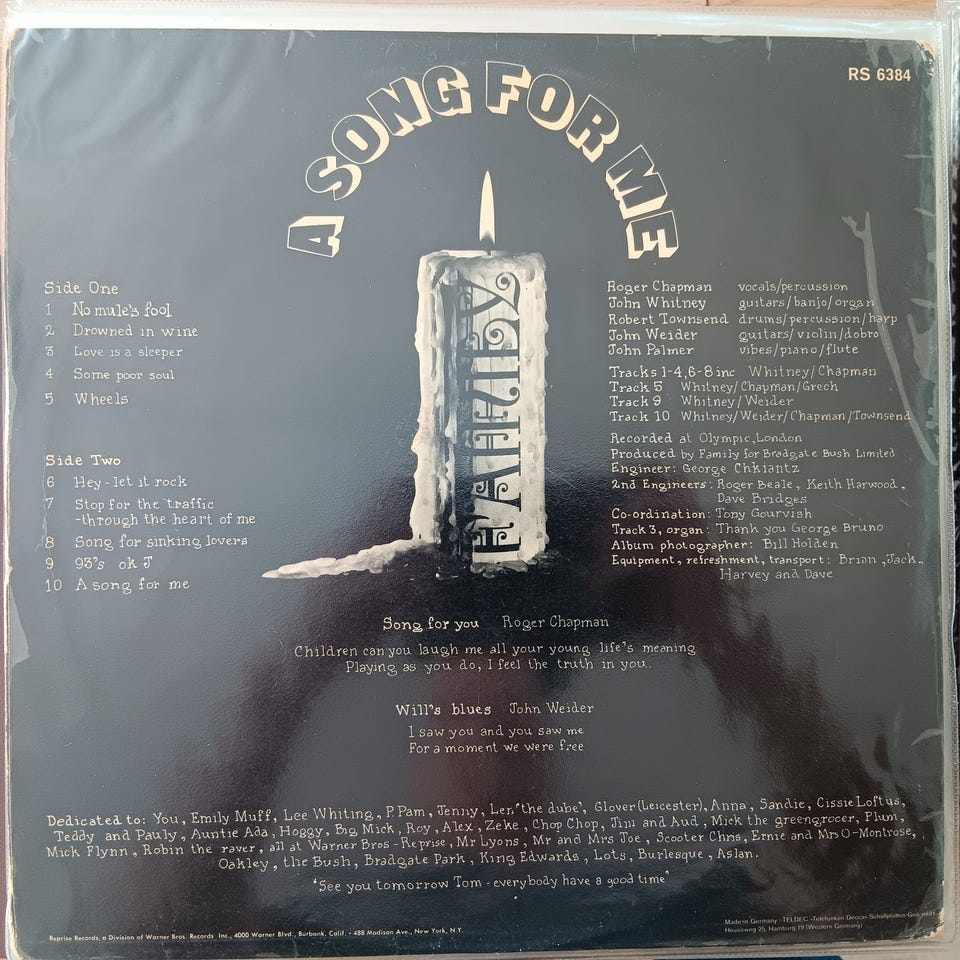 RS 6384
A SONG FOR ME
FAMILY
Side One
1 No mule's fool
2 Drowned in wine
3 Love is a sleeper
4 Some poor soul
5 Wheels
Side Two
6 Hey-let it rock
7 Stop for the traffic
-through the heart of me
8 Song for sinking lovers
9 93's ok J
10 A song for me
Roger Chapman vocals/percussion
John Whitney guitars/banjo/organ
Robert Townsend drums/percussion/harp
John Weider guitars/violin/dobro
John Palmer vibes/piano/flute
Tracks 1-4,6-8 inc Whitney/Chapman
Track 5 Whitney/Chapman/Grech
Track 9 Whitney/Weider
Track 10 Whitney/Weider/Chapman/Townsend
Recorded at Olympic,London
Produced by Family for Bradgate Bush Limited
Engineer: George Chkiantz
2nd Engineers: Roger Beale, Keith Harwood,
Dave Bridges
Co-ordination: Tony Gourvish
Track 3, organ: Thank you George Bruno
Album photographer: Bill Holden
Equipment, refreshment, transport: Brian, Jack,
Harvey and Dave
Song for you Roger Chapman
Children can you laugh me all your young life's meaning
Playing as you do, I feel the truth in you..
Will's blues John Weider
I saw you and you saw me
For a moment we were free
Dedicated to: You, Emily Muff, Lee Whiting, P. Pam, Jenny, Len 'the dube', Glover (Leicester), Anna, Sandie, Cissie Loftus,
Teddy and Pauly, Auntie Ada, Hoggy, Big Mick, Roy, Alex, Zeke, Chop Chop, Jim and Aud, Mick the greengrocer, Plum,
Mick Flynn, Robin the raver, all at Warner Bros-Reprise, Mr Lyons, Mr and Mrs Joe, Scooter Chris, Ernie and Mrs O-Montrose,
Oakley, the Bush, Bradgate Park, King Edwards, Lots, Burlesque, Aslan.
'See you tomorrow Tom - everybody have a good time'
Reprise Records, a Division of Warner Bros. Records Inc., 4000 Warner Blvd., Burbank, Calif. - 488 Madison Ave., New York, N.Y.
Made in Germany · TELDEC »Telefunken Decca« Schallplatten-Ges. mbH
Heussweg 25, Hamburg 19 (Western Germany)